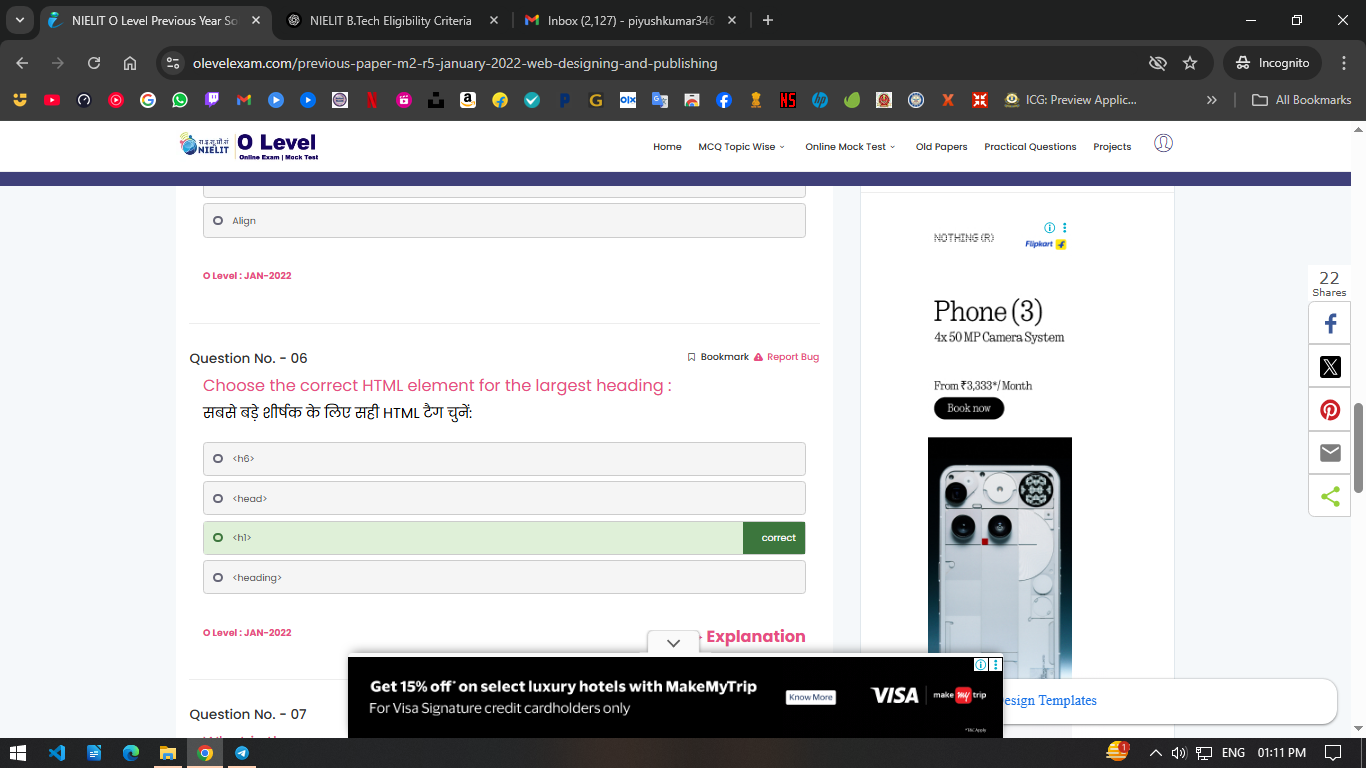 NIELIT O Level Previous Year So
NIELIT B.Tech Eligibility Criteria
Inbox (2,127) - piyushkumar346
olevelexam.com/previous-paper-m2-r5-january-2022-web-designing-and-publishing
Incognito
ICG: Preview Applic...
All Bookmarks
रा.इ.सू.प्रौ.सं
NIELIT
O Level
Online Exam | Mock Test
Home
MCQ Topic Wise
Online Mock Test
Old Papers
Practical Questions
Projects
Align
O Level : JAN-2022
Question No. - 06
Bookmark
Report Bug
Choose the correct HTML element for the largest heading :
सबसे बड़े शीर्षक के लिए सही HTML टैग चुनें:
<h6>
<head>
<h1>
correct
<heading>
O Level : JAN-2022
Explanation
Question No. - 07
NOTHING (R)
Flipkart
Phone (3)
4x 50 MP Camera System
From ₹3,333*/Month
Book now
22
Shares
Get 15% off* on select luxury hotels with MakeMyTrip
For Visa Signature credit cardholders only
Know More
VISA
make my trip
*T&C Apply
esign Templates
1
ENG
01:11 PM